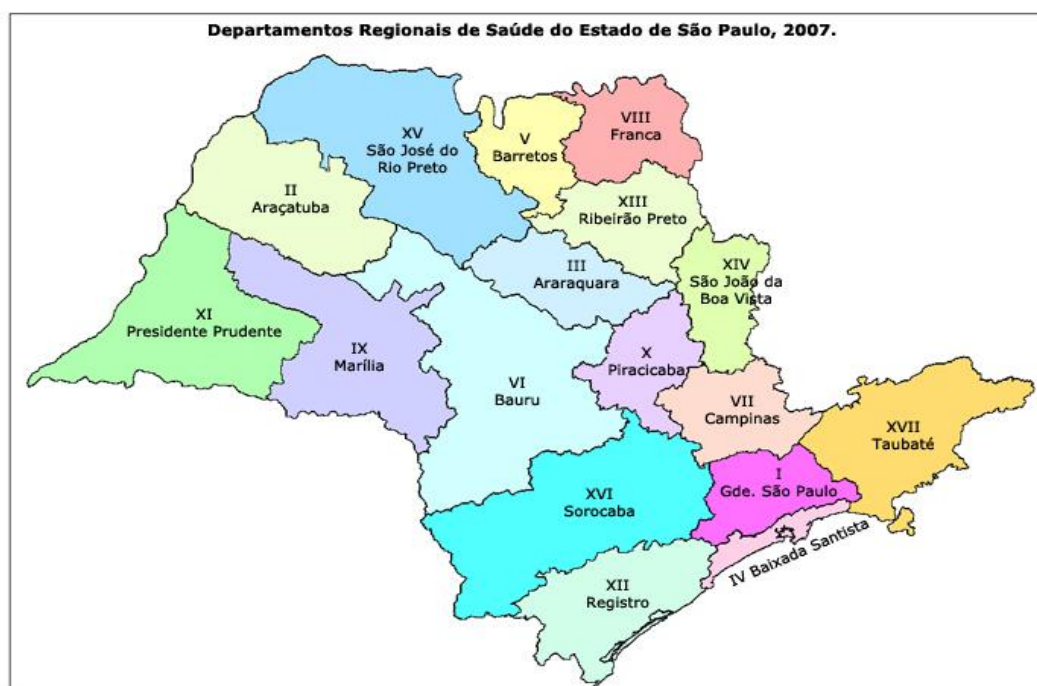 Departamentos Regionais de Saúde do Estado de São Paulo, 2007.
VIII
Franca
XV
São José do
Rio Preto
V
Barretos
II
Araçatuba
XIII
Ribeirão Preto
III
Araraquara
XIV
São João da
Boa Vista
XI
Presidente Prudente
IX
Marília
X
Piracicaba
VI
Bauru
VII
Campinas
XVII
Taubaté
I
Gde. São Paulo
XVI
Sorocaba
IV Baixada Santista
XII
Registro